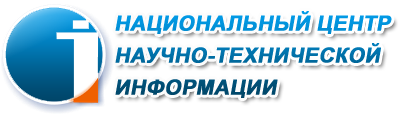 НАЦИОНАЛЬНЫЙ ЦЕНТР
НАУЧНО-ТЕХНИЧЕСКОЙ
ИНФОРМАЦИИ